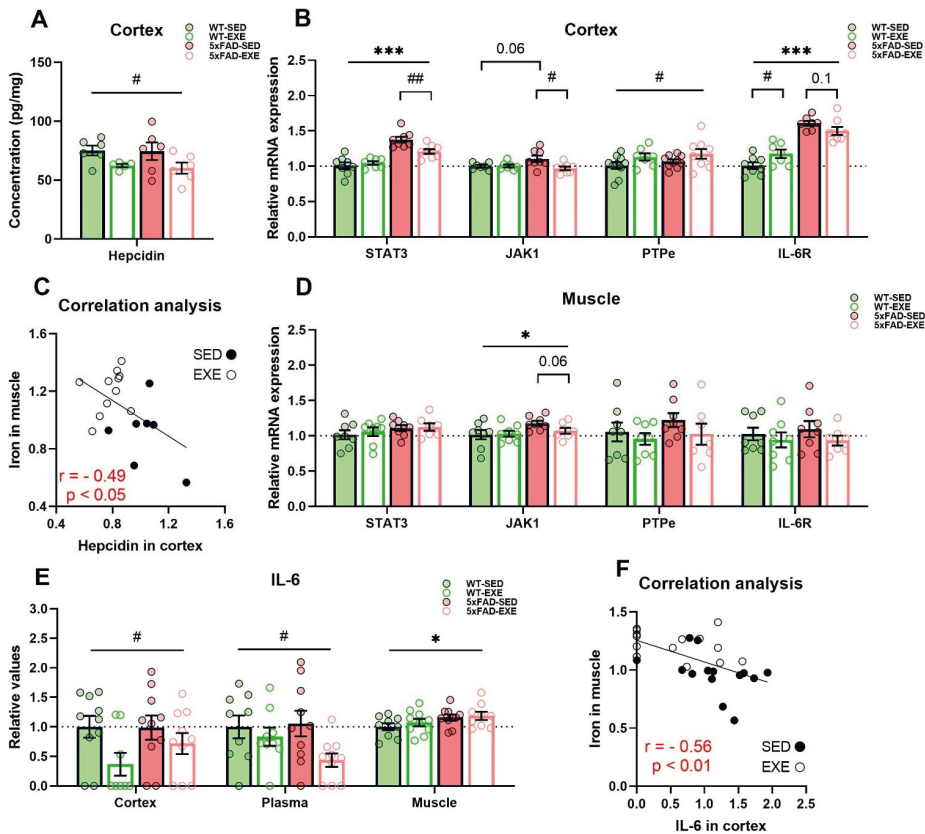 A
Cortex
WT-SED
WT-EXE
5xFAD-SED
5xFAD-EXE
Concentration (pg/mg)
150
100
50
0
#
Hepcidin
B
Cortex
WT-SED
WT-EXE
5xFAD-SED
5xFAD-EXE
Relative mRNA expression
2.5
2.0
1.5
1.0
0.5
0.0
***
##
0.06
#
#
***
#
0.1
STAT3
JAK1
PTPe
IL-6R
C
Correlation analysis
Iron in muscle
1.6
1.2
0.8
0.4
SED
EXE
r = - 0.49
p < 0.05
0.4
0.8
1.2
1.6
Hepcidin in cortex
D
Muscle
WT-SED
WT-EXE
5xFAD-SED
5xFAD-EXE
Relative mRNA expression
2.5
2.0
1.5
1.0
0.5
0.0
*
0.06
STAT3
JAK1
PTPe
IL-6R
E
IL-6
WT-SED
WT-EXE
5xFAD-SED
5xFAD-EXE
Relative values
3.0
2.5
2.0
1.5
1.0
0.5
0.0
#
#
*
Cortex
Plasma
Muscle
F
Correlation analysis
Iron in muscle
1.5
1.0
0.5
0.0
r = - 0.56
p < 0.01
SED
EXE
0.0
0.5
1.0
1.5
2.0
2.5
IL-6 in cortex